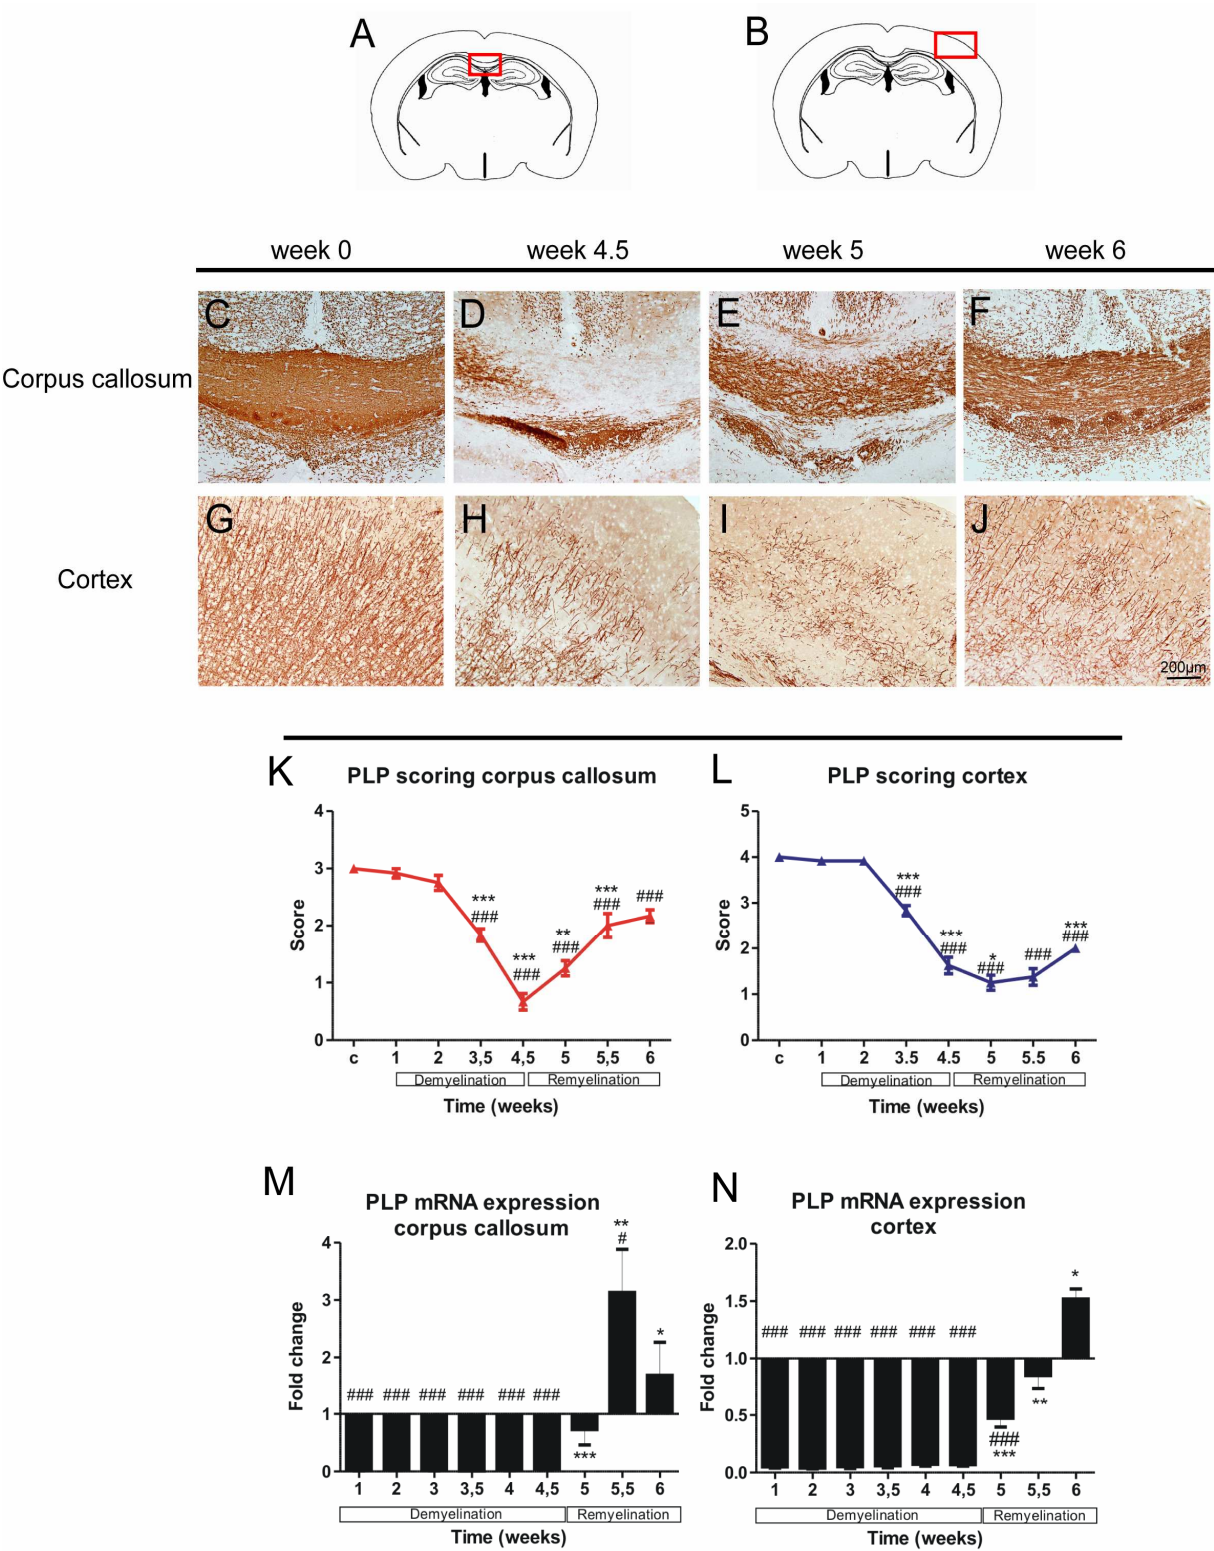 A
B
week 0
week 4.5
week 5
week 6
C
D
E
F
Corpus callosum
G
H
I
J
Cortex
200μm
K
PLP scoring corpus callosum
L
PLP scoring cortex
4
3
2
1
0
Score
***
###
***
###
**
###
***
###
###
c 1 2 3,5 4,5 5 5,5 6
Demyelination Remyelination
Time (weeks)
5
4
3
2
1
0
Score
***
###
***
###
*
###
###
***
###
c 1 2 3.5 4.5 5 5.5 6
Demyelination Remyelination
Time (weeks)
M
PLP mRNA expression
corpus callosum
4
3
2
1
0
Fold change
### ### ### ### ### ###
***
**
#
*
1 2 3 3,5 4 4,5 5 5,5 6
Demyelination Remyelination
Time (weeks)
N
PLP mRNA expression
cortex
2.0
1.5
1.0
0.5
0.0
Fold change
### ### ### ### ### ###
###
***
**
*
1 2 3 3,5 4 4,5 5 5,5 6
Demyelination Remyelination
Time (weeks)